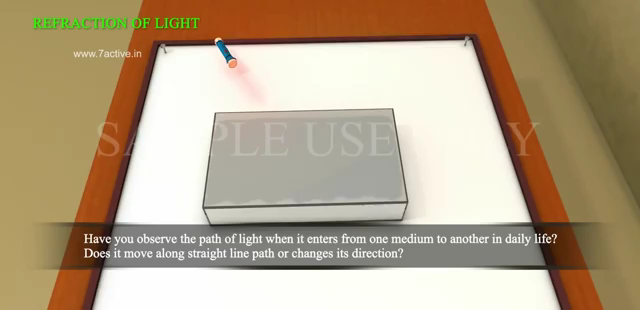 REFRACTION OF LIGHT
www.7active.in
SAMPLE USE ONLY
Have you observe the path of light when it enters from one medium to another in daily life?
Does it move along straight line path or changes its direction?